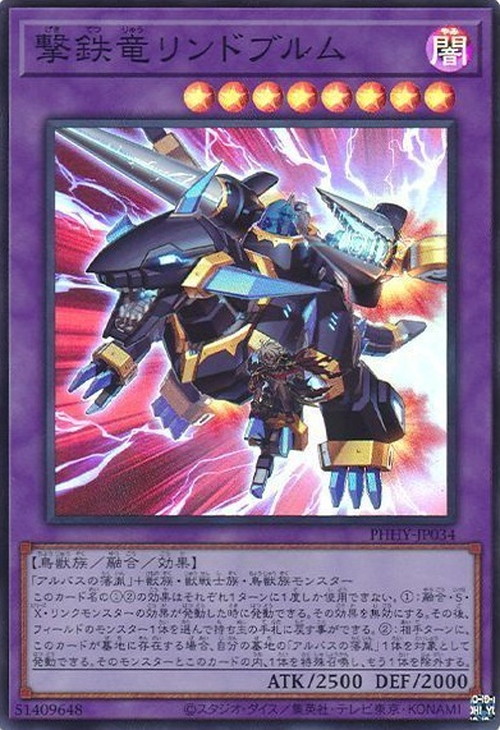 撃鉄竜リンドブルム
闇
PHHY-JP034
【鳥獣族／融合／効果】
「アルバスの落胤」＋獣族・獣戦士族・鳥獣族モンスター
このカード名の①②の効果はそれぞれ1ターンに1度しか使用できない。①：融合・S・
X・リンクモンスターの効果が発動した時に発動できる。その効果を無効にする。その後、
フィールドのモンスター1体を選んで持ち主の手札に戻す事ができる。②：相手ターンに、
このカードが墓地に存在する場合、自分の墓地の「アルバスの落胤」1体を対象として
発動できる。そのモンスターとこのカードの内、1体を特殊召喚し、もう1体を除外する。
ATK/2500 DEF/2000
51409648
©スタジオ・ダイス／集英社・テレビ東京・KONAMI